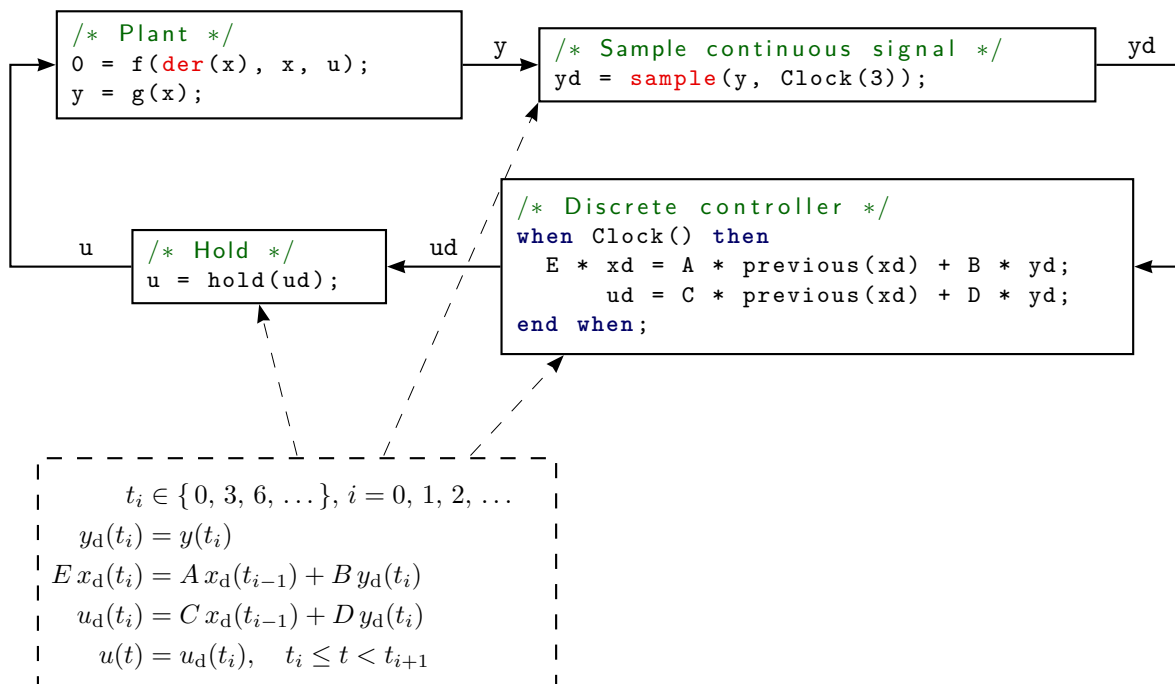 /* Plant */
0 = f(der(x), x, u);
y = g(x);
y
/* Sample continuous signal */
yd = sample(y, Clock(3));
yd
/* Discrete controller */
when Clock() then
E * xd = A * previous(xd) + B * yd;
ud = C * previous(xd) + D * yd;
end when;
ud
/* Hold */
u = hold(ud);
u
t_i ∈ { 0, 3, 6, … }, i = 0, 1, 2, …
y_d(t_i) = y(t_i)
E x_d(t_i) = A x_d(t_{i−1}) + B y_d(t_i)
u_d(t_i) = C x_d(t_{i−1}) + D y_d(t_i)
u(t) = u_d(t_i), t_i ≤ t < t_{i+1}